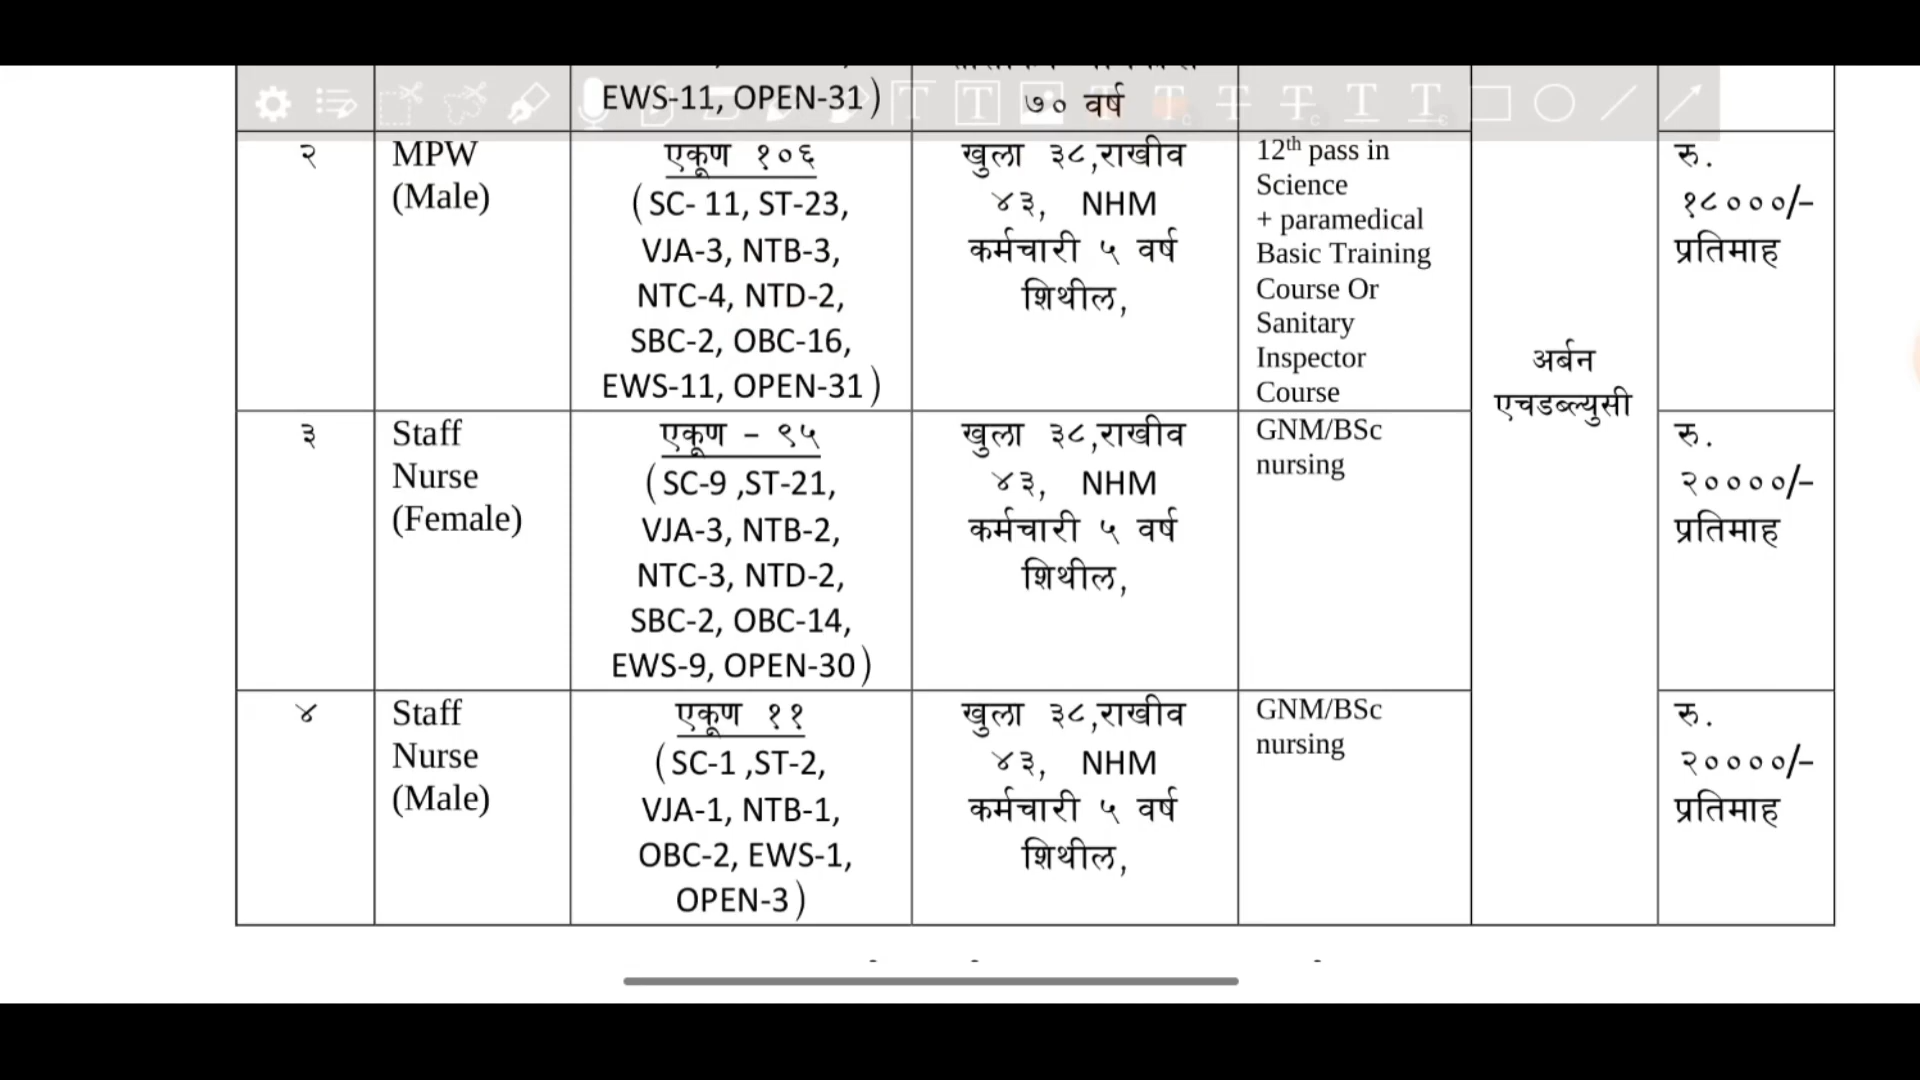 EWS-11, OPEN-31)
७० वर्ष
२
MPW
(Male)
एकूण १०६
(SC- 11, ST-23,
VJA-3, NTB-3,
NTC-4, NTD-2,
SBC-2, OBC-16,
EWS-11, OPEN-31)
खुला ३८,राखीव
४३, NHM
कर्मचारी ५ वर्ष
शिथील,
12th pass in
Science
+ paramedical
Basic Training
Course Or
Sanitary
Inspector
Course
अर्बन
एचडब्ल्युसी
रु.
१८०००/-
प्रतिमाह
३
Staff
Nurse
(Female)
एकूण - ९५
(SC-9 ,ST-21,
VJA-3, NTB-2,
NTC-3, NTD-2,
SBC-2, OBC-14,
EWS-9, OPEN-30)
खुला ३८,राखीव
४३, NHM
कर्मचारी ५ वर्ष
शिथील,
GNM/BSc
nursing
रु.
२००००/-
प्रतिमाह
४
Staff
Nurse
(Male)
एकूण ११
(SC-1 ,ST-2,
VJA-1, NTB-1,
OBC-2, EWS-1,
OPEN-3)
खुला ३८,राखीव
४३, NHM
कर्मचारी ५ वर्ष
शिथील,
GNM/BSc
nursing
रु.
२००००/-
प्रतिमाह